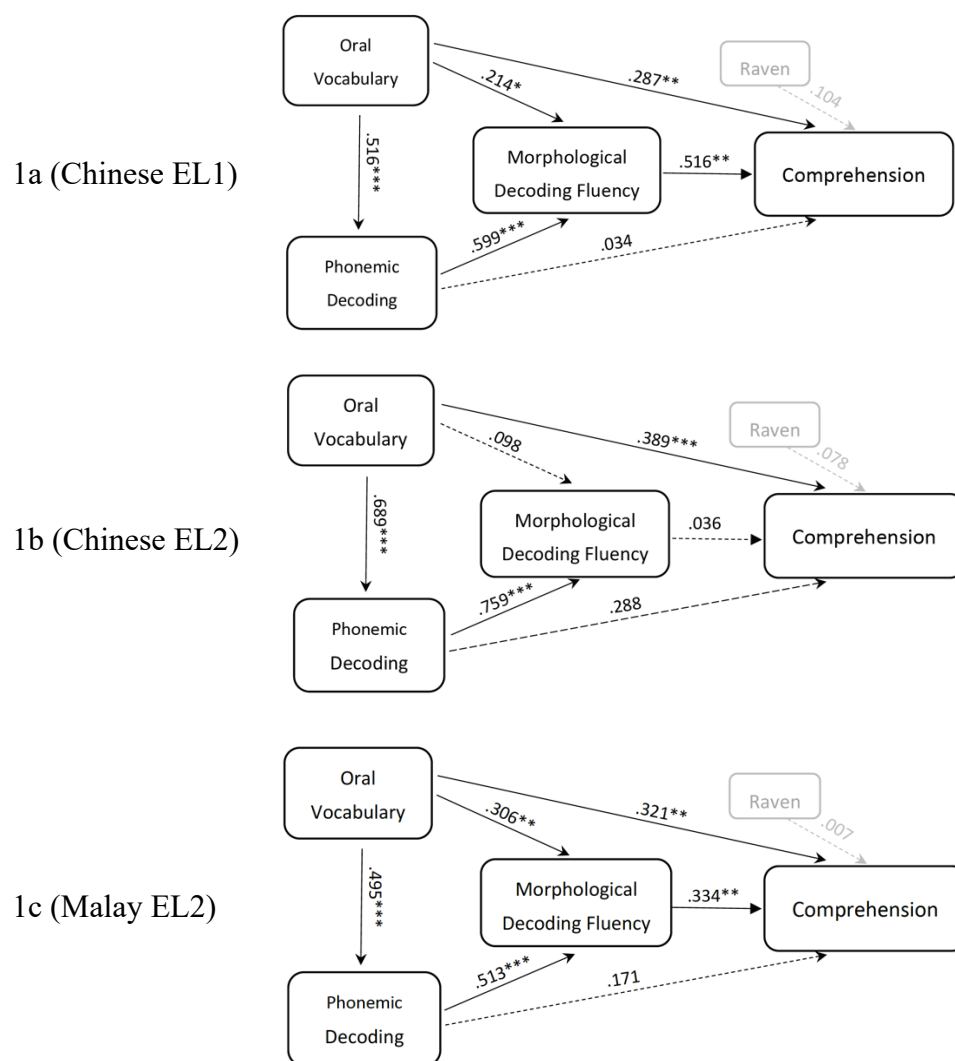 Oral
Vocabulary
Raven
.287**
.104
.214*
1a (Chinese EL1)
.516***
Morphological
Decoding Fluency
.516**
Comprehension
.599***
.034
Phonemic
Decoding
Oral
Vocabulary
Raven
.389***
.078
.098
1b (Chinese EL2)
.689***
Morphological
Decoding Fluency
.036
Comprehension
.759***
.288
Phonemic
Decoding
Oral
Vocabulary
Raven
.321**
.007
.306**
1c (Malay EL2)
.495***
Morphological
Decoding Fluency
.334**
Comprehension
.513***
.171
Phonemic
Decoding